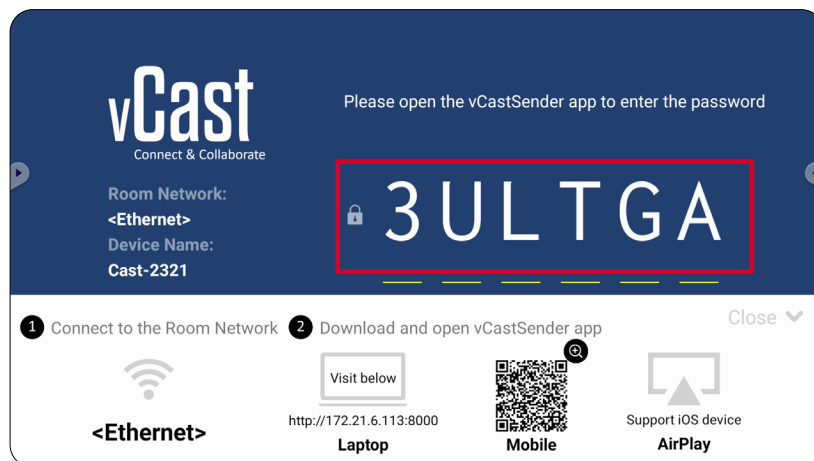 vCast
Connect & Collaborate
Please open the vCastSender app to enter the password
Room Network:
<Ethernet>
Device Name:
Cast-2321
3ULTGA
1 Connect to the Room Network
2 Download and open vCastSender app
Close
<Ethernet>
Visit below
http://172.21.6.113:8000
Laptop
Mobile
Support iOS device
AirPlay